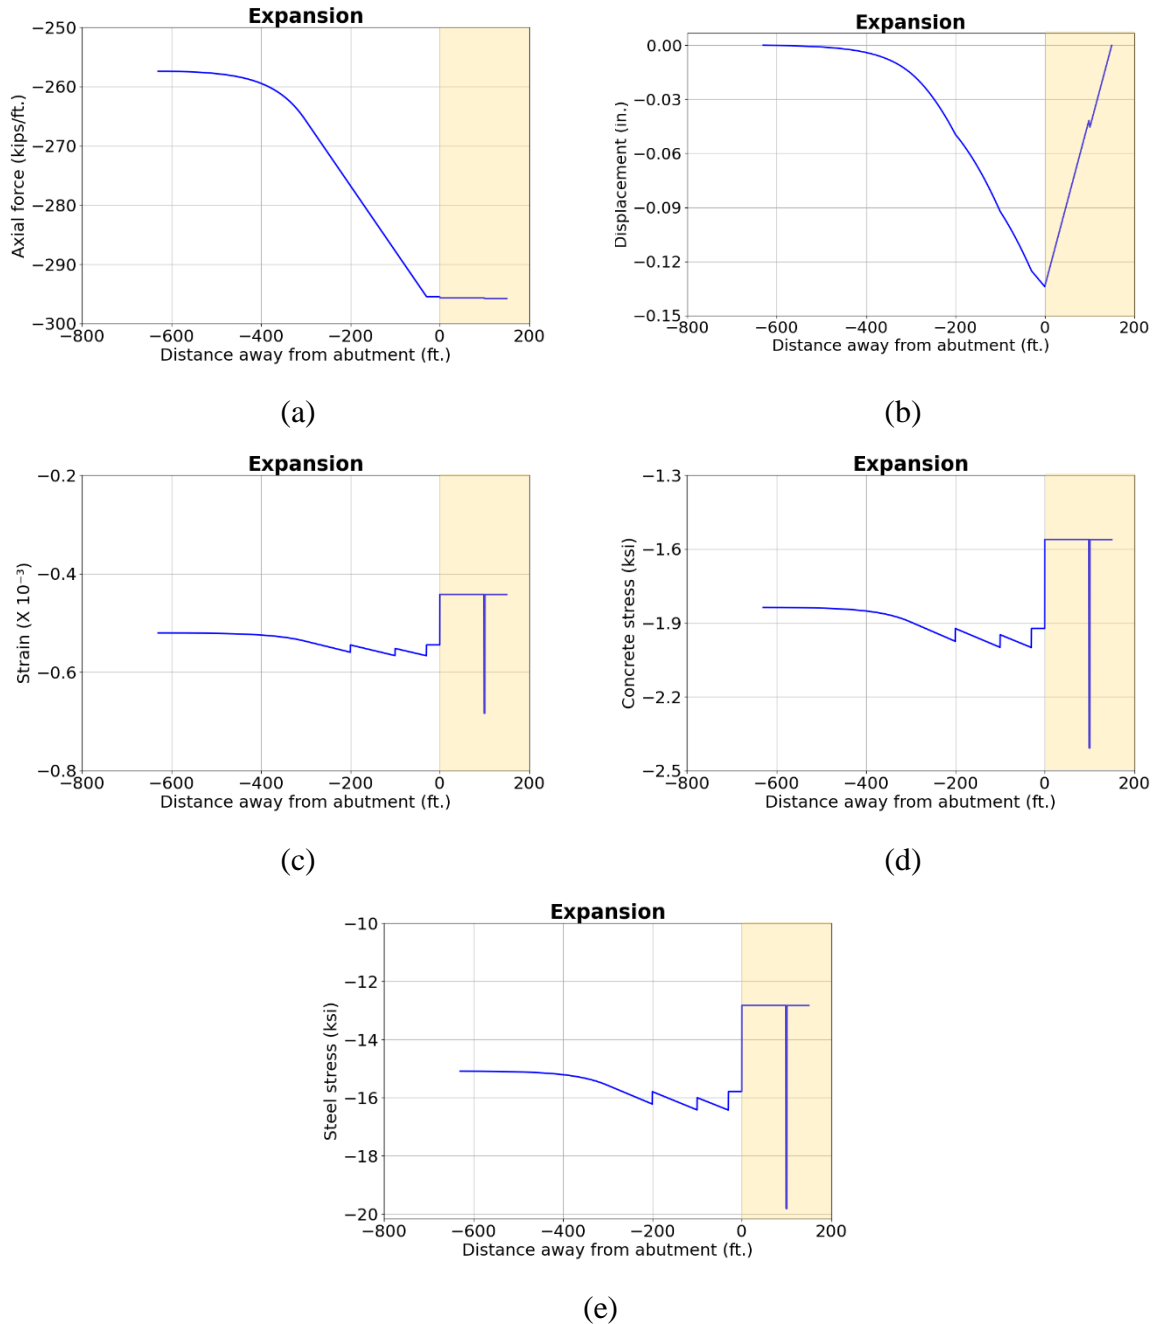 Expansion
−250
−260
−270
−280
−290
−300
Axial force (kips/ft.)
−800 −600 −400 −200 0 200
Distance away from abutment (ft.)
(a)
Expansion
0.00
−0.03
−0.06
−0.09
−0.12
−0.15
Displacement (in.)
−800 −600 −400 −200 0 200
Distance away from abutment (ft.)
(b)
Expansion
−0.2
−0.4
−0.6
−0.8
Strain (X 10⁻³)
−800 −600 −400 −200 0 200
Distance away from abutment (ft.)
(c)
Expansion
−1.3
−1.6
−1.9
−2.2
−2.5
Concrete stress (ksi)
−800 −600 −400 −200 0 200
Distance away from abutment (ft.)
(d)
Expansion
−10
−12
−14
−16
−18
−20
Steel stress (ksi)
−800 −600 −400 −200 0 200
Distance away from abutment (ft.)
(e)